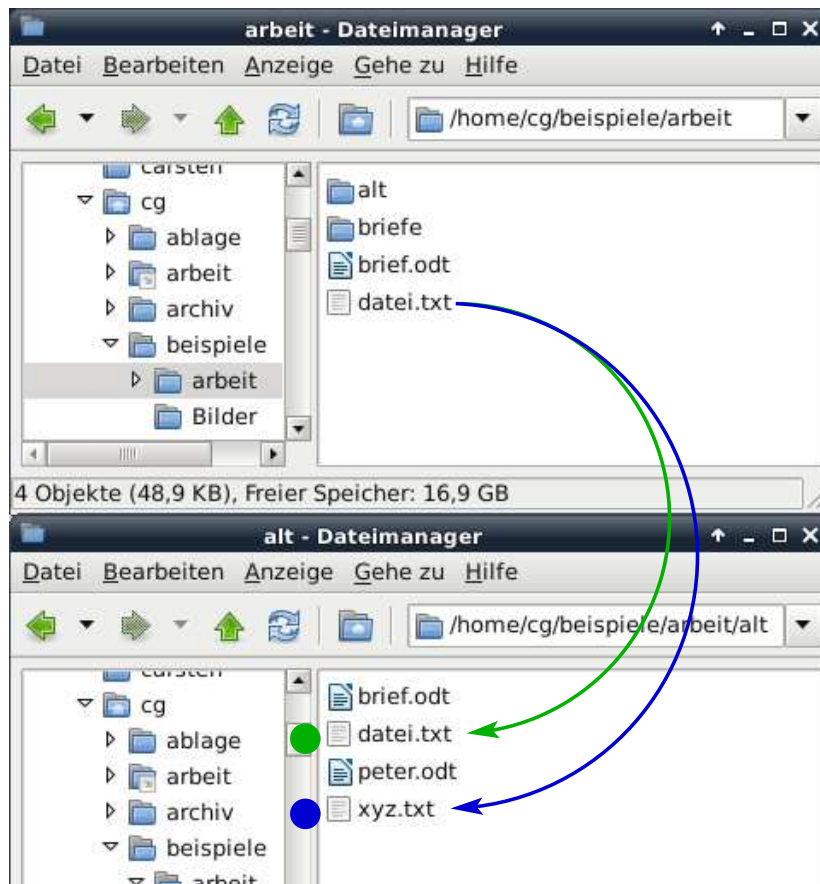 arbeit - Dateimanager
Datei Bearbeiten Anzeige Gehe zu Hilfe
/home/cg/beispiele/arbeit
carsten
cg
ablage
arbeit
archiv
beispiele
arbeit
Bilder
alt
briefe
brief.odt
datei.txt
4 Objekte (48,9 KB), Freier Speicher: 16,9 GB
alt - Dateimanager
Datei Bearbeiten Anzeige Gehe zu Hilfe
/home/cg/beispiele/arbeit/alt
carsten
cg
ablage
arbeit
archiv
beispiele
arbeit
brief.odt
datei.txt
peter.odt
xyz.txt